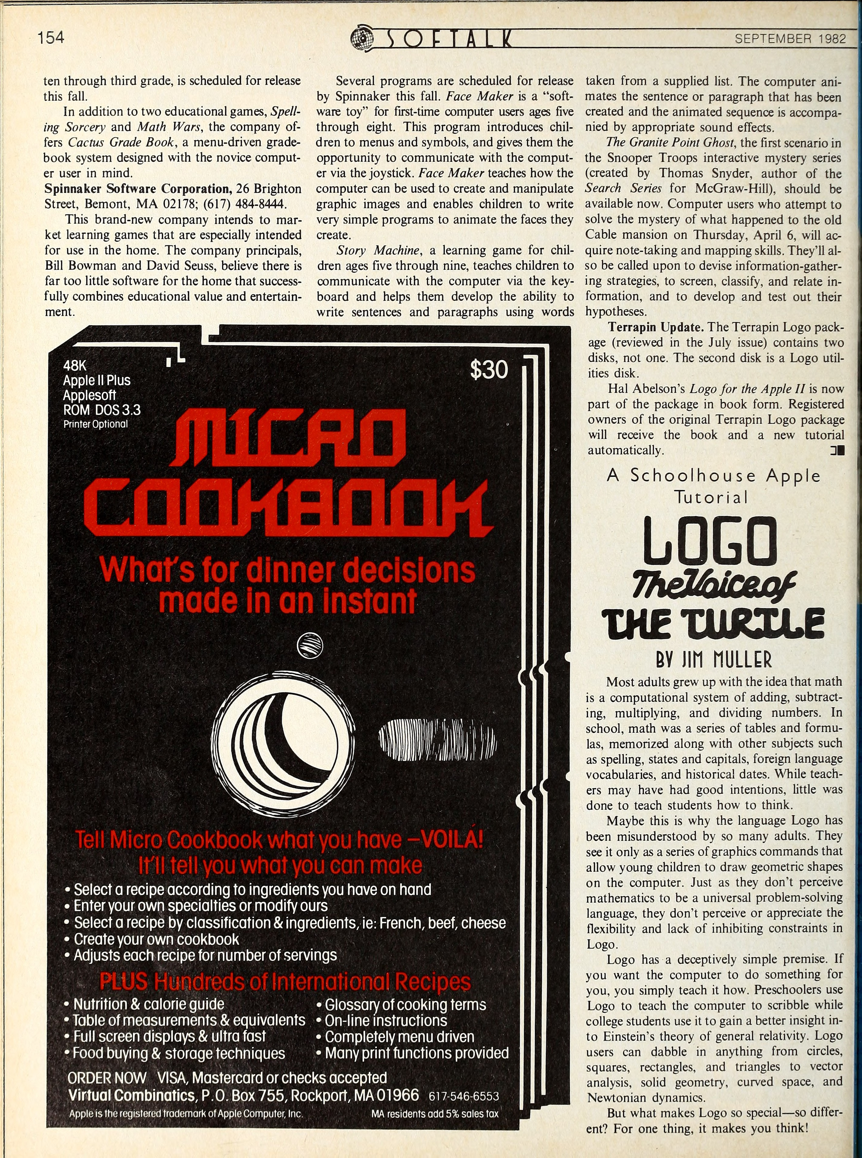 154
SOFTALK
SEPTEMBER 1982
ten through third grade, is scheduled for release
this fall.
In addition to two educational games, Spell-
ing Sorcery and Math Wars, the company of-
fers Cactus Grade Book, a menu-driven grade-
book system designed with the novice comput-
er user in mind.
Spinnaker Software Corporation, 26 Brighton
Street, Bemont, MA 02178; (617) 484-8444.
This brand-new company intends to mar-
ket learning games that are especially intended
for use in the home. The company principals,
Bill Bowman and David Seuss, believe there is
far too little software for the home that success-
fully combines educational value and entertain-
ment.
Several programs are scheduled for release
by Spinnaker this fall. Face Maker is a “soft-
ware toy” for first-time computer users ages five
through eight. This program introduces chil-
dren to menus and symbols, and gives them the
opportunity to communicate with the comput-
er via the joystick. Face Maker teaches how the
computer can be used to create and manipulate
graphic images and enables children to write
very simple programs to animate the faces they
create.
Story Machine, a learning game for chil-
dren ages five through nine, teaches children to
communicate with the computer via the key-
board and helps them develop the ability to
write sentences and paragraphs using words
taken from a supplied list. The computer ani-
mates the sentence or paragraph that has been
created and the animated sequence is accompa-
nied by appropriate sound effects.
The Granite Point Ghost, the first scenario in
the Snooper Troops interactive mystery series
(created by Thomas Snyder, author of the
Search Series for McGraw-Hill), should be
available now. Computer users who attempt to
solve the mystery of what happened to the old
Cable mansion on Thursday, April 6, will ac-
quire note-taking and mapping skills. They'll al-
so be called upon to devise information-gather-
ing strategies, to screen, classify, and relate in-
formation, and to develop and test out their
hypotheses.
Terrapin Update. The Terrapin Logo pack-
age (reviewed in the July issue) contains two
disks, not one. The second disk is a Logo util-
ities disk.
Hal Abelson's Logo for the Apple II is now
part of the package in book form. Registered
owners of the original Terrapin Logo package
will receive the book and a new tutorial
automatically.
48K
Apple II Plus
Applesoft
ROM DOS 3.3
Printer Optional
$30
MICRO
COOKBOOK
What's for dinner decisions
made in an instant
Tell Micro Cookbook what you have —VOILA!
It'll tell you what you can make
• Select a recipe according to ingredients you have on hand
• Enter your own specialties or modify ours
• Select a recipe by classification & ingredients, ie: French, beef, cheese
• Create your own cookbook
• Adjusts each recipe for number of servings
PLUS Hundreds of International Recipes
• Nutrition & calorie guide
• Table of measurements & equivalents
• Full screen displays & ultra fast
• Food buying & storage techniques
• Glossary of cooking terms
• On-line instructions
• Completely menu driven
• Many print functions provided
ORDER NOW VISA, Mastercard or checks accepted
Virtual Combinatics, P.O. Box 755, Rockport, MA 01966 617-546-6553
Apple is the registered trademark of Apple Computer, Inc. MA residents add 5% sales tax
A Schoolhouse Apple
Tutorial
LOGO
The Voice of
THE TURTLE
BY JIM MULLER
Most adults grew up with the idea that math
is a computational system of adding, subtract-
ing, multiplying, and dividing numbers. In
school, math was a series of tables and formu-
las, memorized along with other subjects such
as spelling, states and capitals, foreign language
vocabularies, and historical dates. While teach-
ers may have had good intentions, little was
done to teach students how to think.
Maybe this is why the language Logo has
been misunderstood by so many adults. They
see it only as a series of graphics commands that
allow young children to draw geometric shapes
on the computer. Just as they don't perceive
mathematics to be a universal problem-solving
language, they don't perceive or appreciate the
flexibility and lack of inhibiting constraints in
Logo.
Logo has a deceptively simple premise. If
you want the computer to do something for
you, you simply teach it how. Preschoolers use
Logo to teach the computer to scribble while
college students use it to gain a better insight in-
to Einstein's theory of general relativity. Logo
users can dabble in anything from circles,
squares, rectangles, and triangles to vector
analysis, solid geometry, curved space, and
Newtonian dynamics.
But what makes Logo so special—so differ-
ent? For one thing, it makes you think!